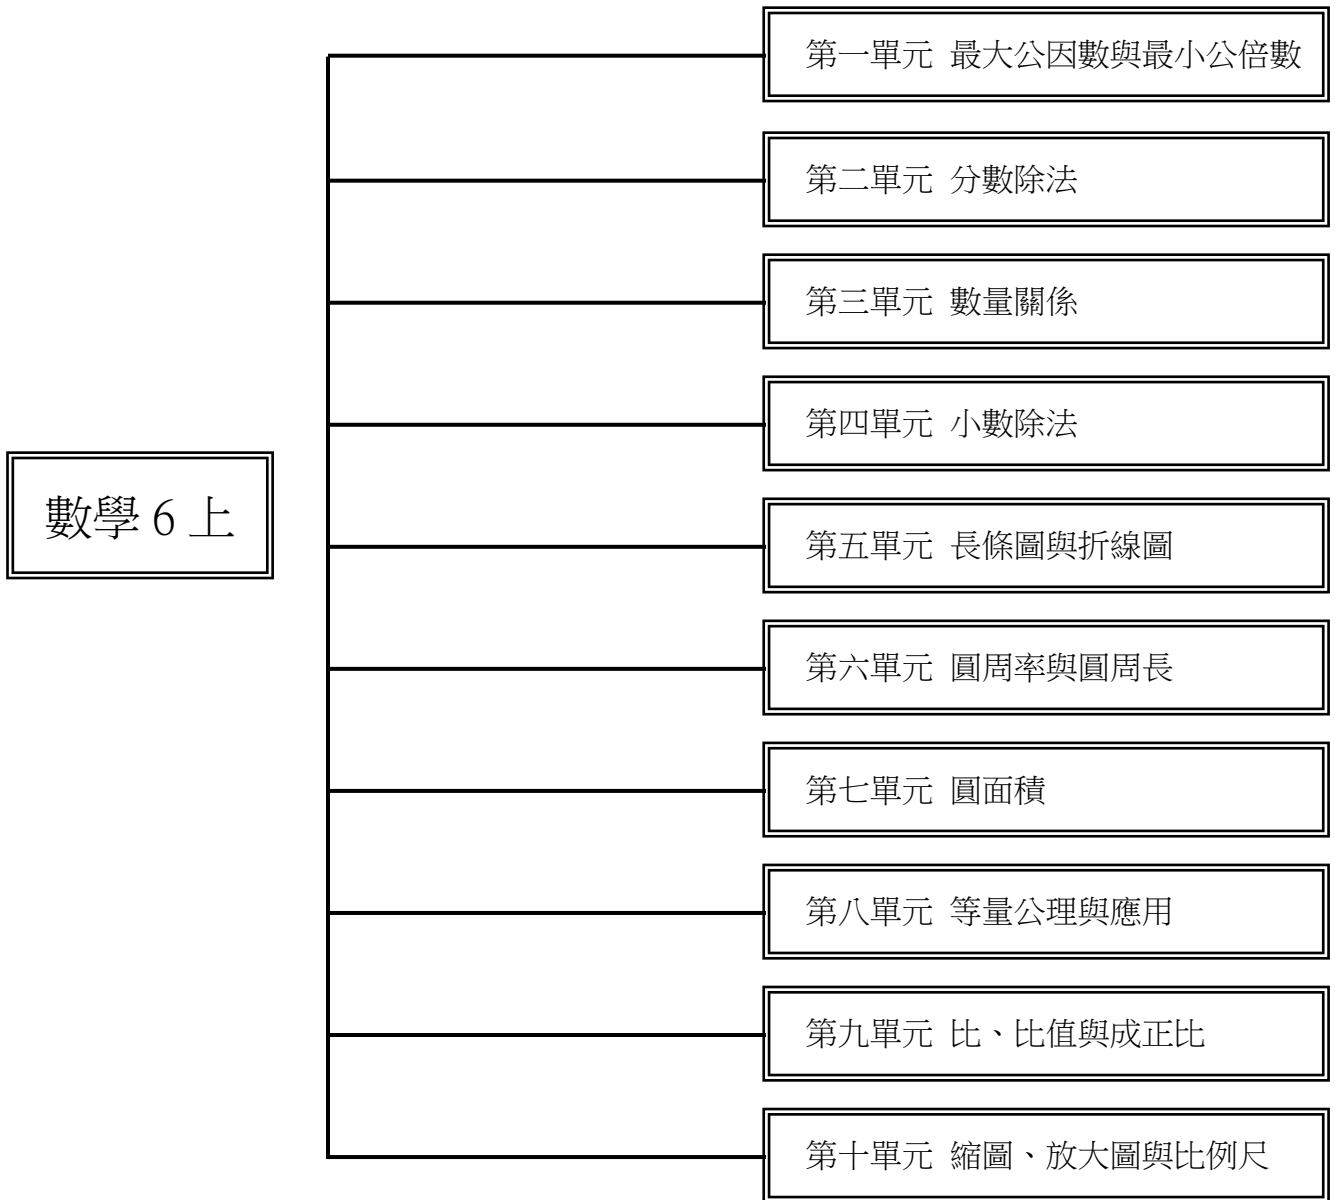 第一單元 最大公因數與最小公倍數
第二單元 分數除法
第三單元 數量關係
第四單元 小數除法
數學 6 上
第五單元 長條圖與折線圖
第六單元 圓周率與圓周長
第七單元 圓面積
第八單元 等量公理與應用
第九單元 比、比值與成正比
第十單元 縮圖、放大圖與比例尺